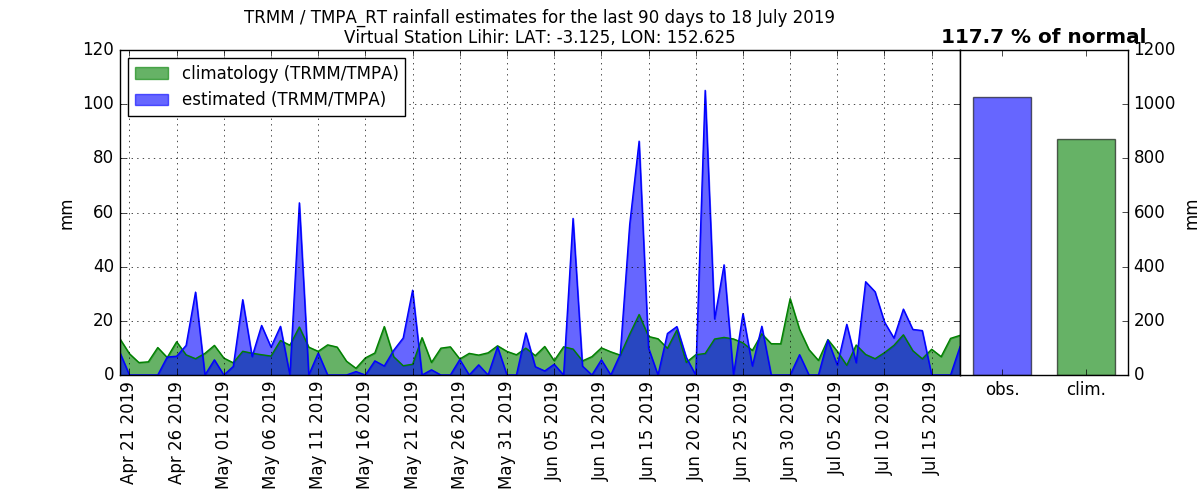 TRMM / TMPA_RT rainfall estimates for the last 90 days to 18 July 2019
Virtual Station Lihir: LAT: -3.125, LON: 152.625
117.7 % of normal
climatology (TRMM/TMPA)
estimated (TRMM/TMPA)
mm
120
100
80
60
40
20
0
Apr 21 2019
Apr 26 2019
May 01 2019
May 06 2019
May 11 2019
May 16 2019
May 21 2019
May 26 2019
May 31 2019
Jun 05 2019
Jun 10 2019
Jun 15 2019
Jun 20 2019
Jun 25 2019
Jun 30 2019
Jul 05 2019
Jul 10 2019
Jul 15 2019
obs.
clim.
1200
1000
800
600
400
200
0
mm